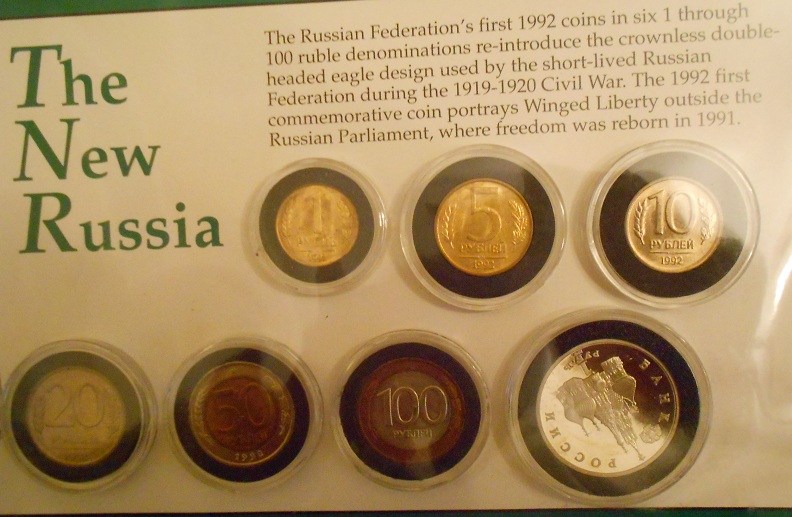 The
New
Russia
The Russian Federation's first 1992 coins in six 1 through
100 ruble denominations re-introduce the crownless double-
headed eagle design used by the short-lived Russian
Federation during the 1919-1920 Civil War. The 1992 first
commemorative coin portrays Winged Liberty outside the
Russian Parliament, where freedom was reborn in 1991.
1
5
РУБЛЕЙ
1992
10
РУБЛЕЙ
1992
20
50
1992
100
РУБЛЕЙ
РУБЛЬ
РОССИИ